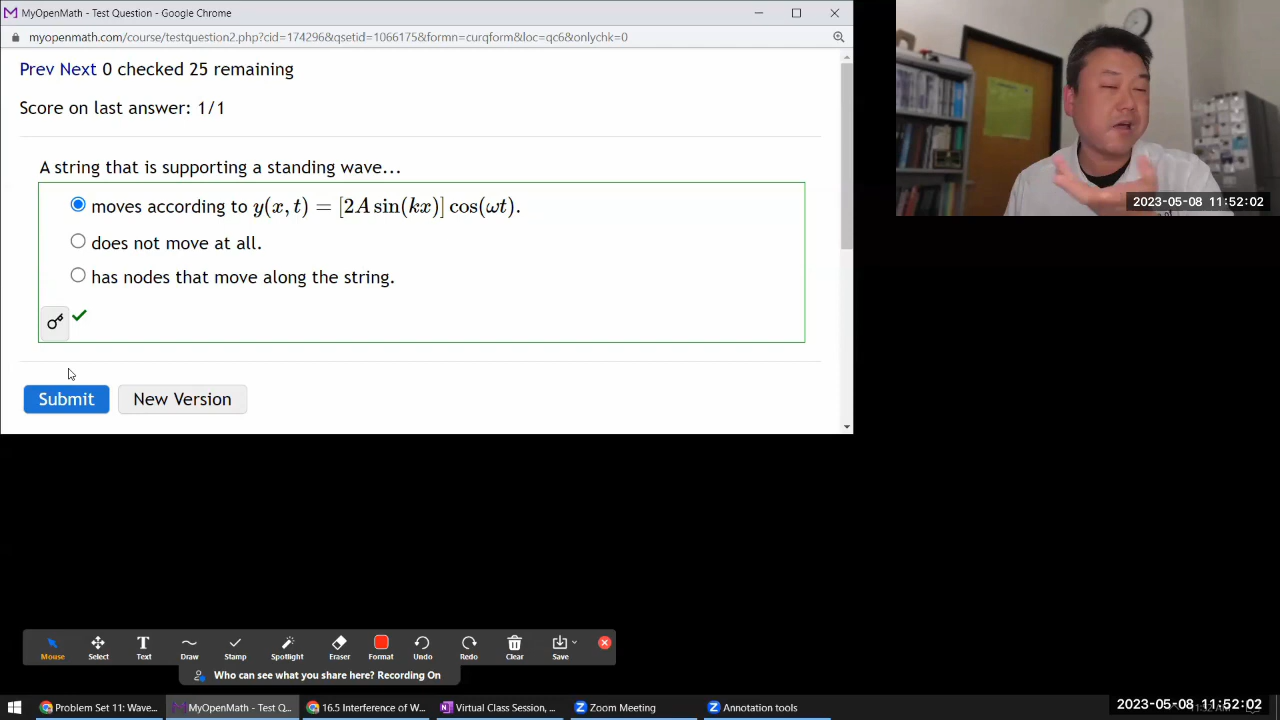 MyOpenMath - Test Question - Google Chrome
myopenmath.com/course/testquestion2.php?cid=174296&qsetid=1066175&formn=curqform&loc=qc6&onlychk=0
Prev Next 0 checked 25 remaining
Score on last answer: 1/1
A string that is supporting a standing wave...
moves according to y(x, t) = [2A sin(kx)] cos(ωt).
does not move at all.
has nodes that move along the string.
Submit
New Version
2023-05-08 11:52:02
Mouse
Select
Text
Draw
Stamp
Spotlight
Eraser
Format
Undo
Redo
Clear
Save
Who can see what you share here? Recording On
Problem Set 11: Wave...
MyOpenMath - Test Q...
16.5 Interference of W...
Virtual Class Session, ...
Zoom Meeting
Annotation tools
2023-05-08 11:52:02